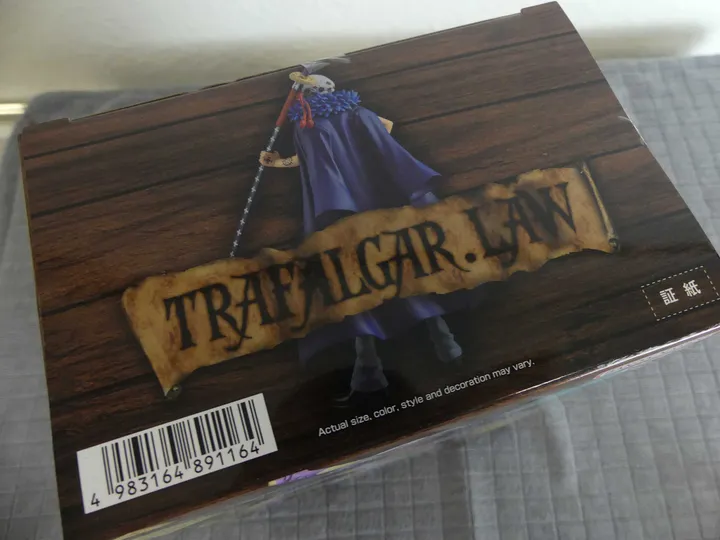 TRAFALGAR.LAW
証紙
Actual size, color, style and decoration may vary.
4 983164 891164